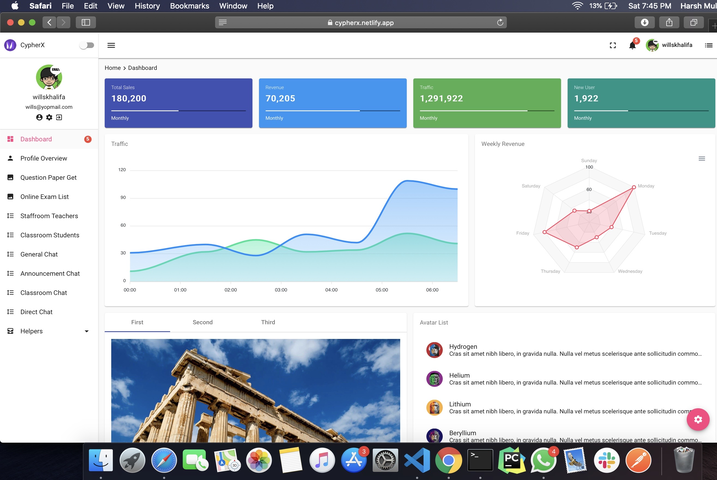 Safari File Edit View History Bookmarks Window Help
13% Sat 7:45 PM Harsh Mul
cypherx.netlify.app
CypherX
5
willskhalifa
willskhalifa
wills@yopmail.com
Dashboard 5
Profile Overview
Question Paper Get
Online Exam List
Staffroom Teachers
Classroom Students
General Chat
Announcement Chat
Classroom Chat
Direct Chat
Helpers
Home > Dashboard
Total Sales
180,200
Monthly
Revenue
70,205
Monthly
Traffic
1,291,922
Monthly
New User
1,922
Monthly
Traffic
120
90
60
30
0
00:00 01:00 02:00 03:00 04:00 05:00 06:00
Weekly Revenue
Sunday
100
Saturday Monday
60
Friday Tuesday
Thursday Wednesday
First Second Third
Avatar List
Hydrogen
Cras sit amet nibh libero, in gravida nulla. Nulla vel metus scelerisque ante sollicitudin commo...
Helium
Cras sit amet nibh libero, in gravida nulla. Nulla vel metus scelerisque ante sollicitudin commo...
Lithium
Cras sit amet nibh libero, in gravida nulla. Nulla vel metus scelerisque ante sollicitudin commo...
Beryllium
Cras sit amet nibh libero, in gravida nulla. Nulla vel metus scelerisque ante sollicitudin commo...
3
PC
4